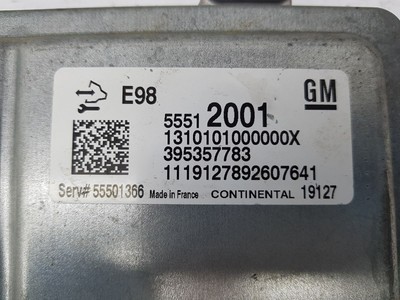 E98
GM
5551 2001
1310101000000X
395357783
1119127892607641
Serv# 55501366 Made in France CONTINENTAL 19127